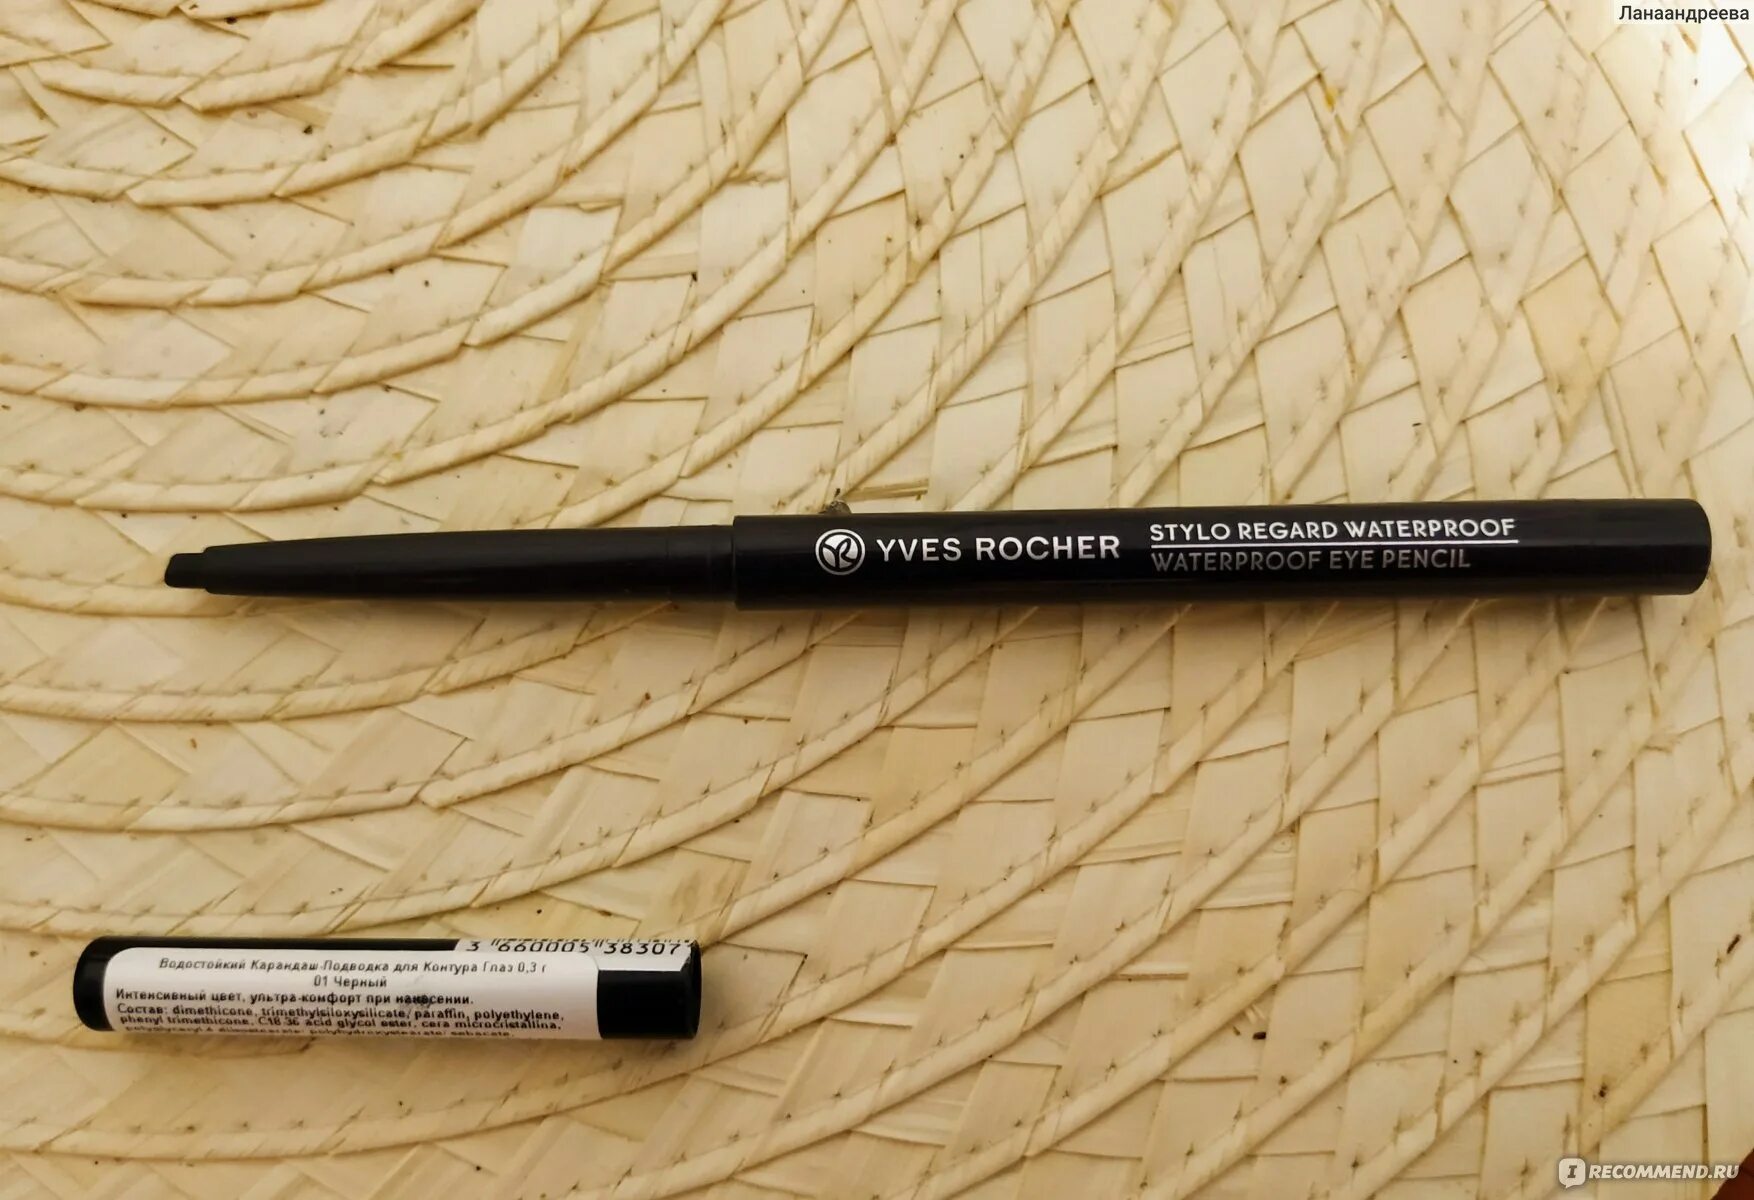 Ланаандреева
YVES ROCHER
STYLO REGARD WATERPROOF
WATERPROOF EYE PENCIL
3 660005 38307
Водостойкий Карандаш-Подводка для Контура Глаз 0,3 г
01 Черный
Интенсивный цвет, ультра-комфорт при нанесении.
Состав: dimethicone, trimethylsiloxysilicate, paraffin, polyethylene,
phenyl trimethicone, C18-36 acid glycol ester, cera microcristallina,
IRECOMMEND.RU